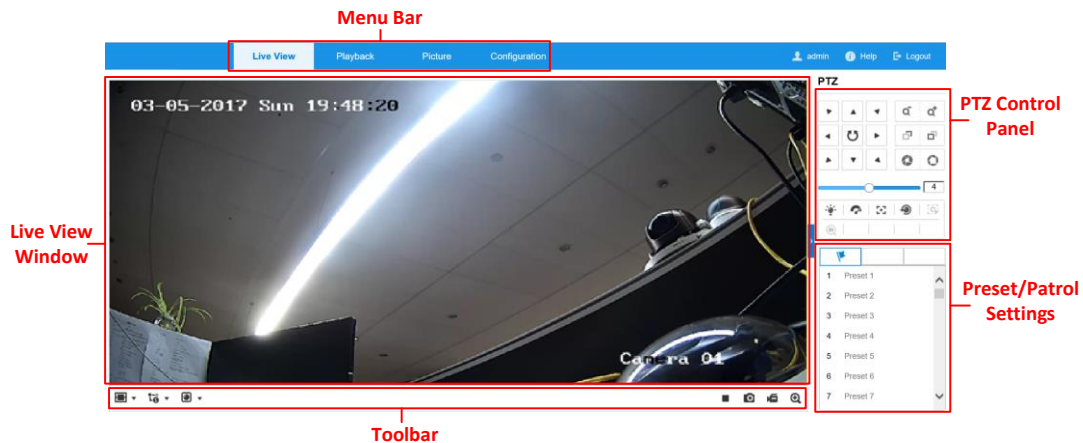 Menu Bar
Live View Playback Picture Configuration admin Help Logout
PTZ
03-05-2017 Sun 19:48:20
PTZ Control
Panel
4
Live View
Window
1 Preset 1
2 Preset 2
3 Preset 3
4 Preset 4
5 Preset 5
6 Preset 6
7 Preset 7
Preset/Patrol
Settings
Camera 04
Toolbar